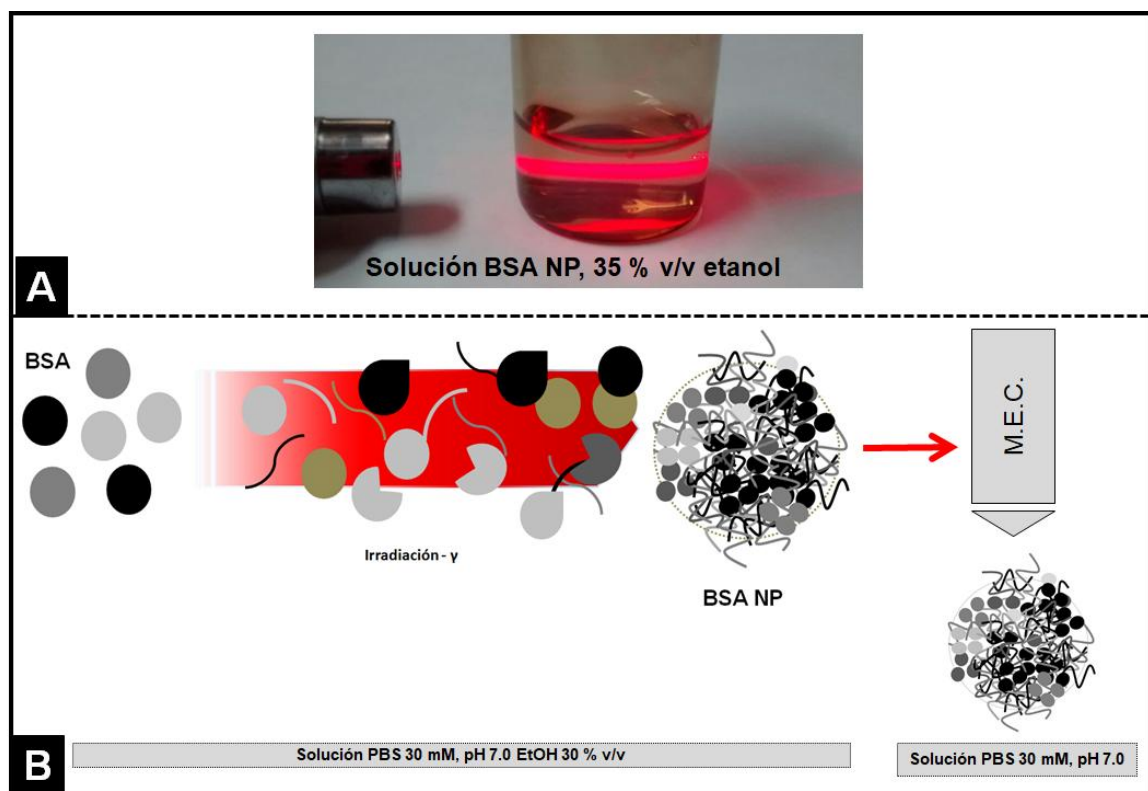 Solución BSA NP, 35 % v/v etanol
A
BSA
Irradiación - γ
BSA NP
M.E.C.
B
Solución PBS 30 mM, pH 7.0 EtOH 30 % v/v
Solución PBS 30 mM, pH 7.0